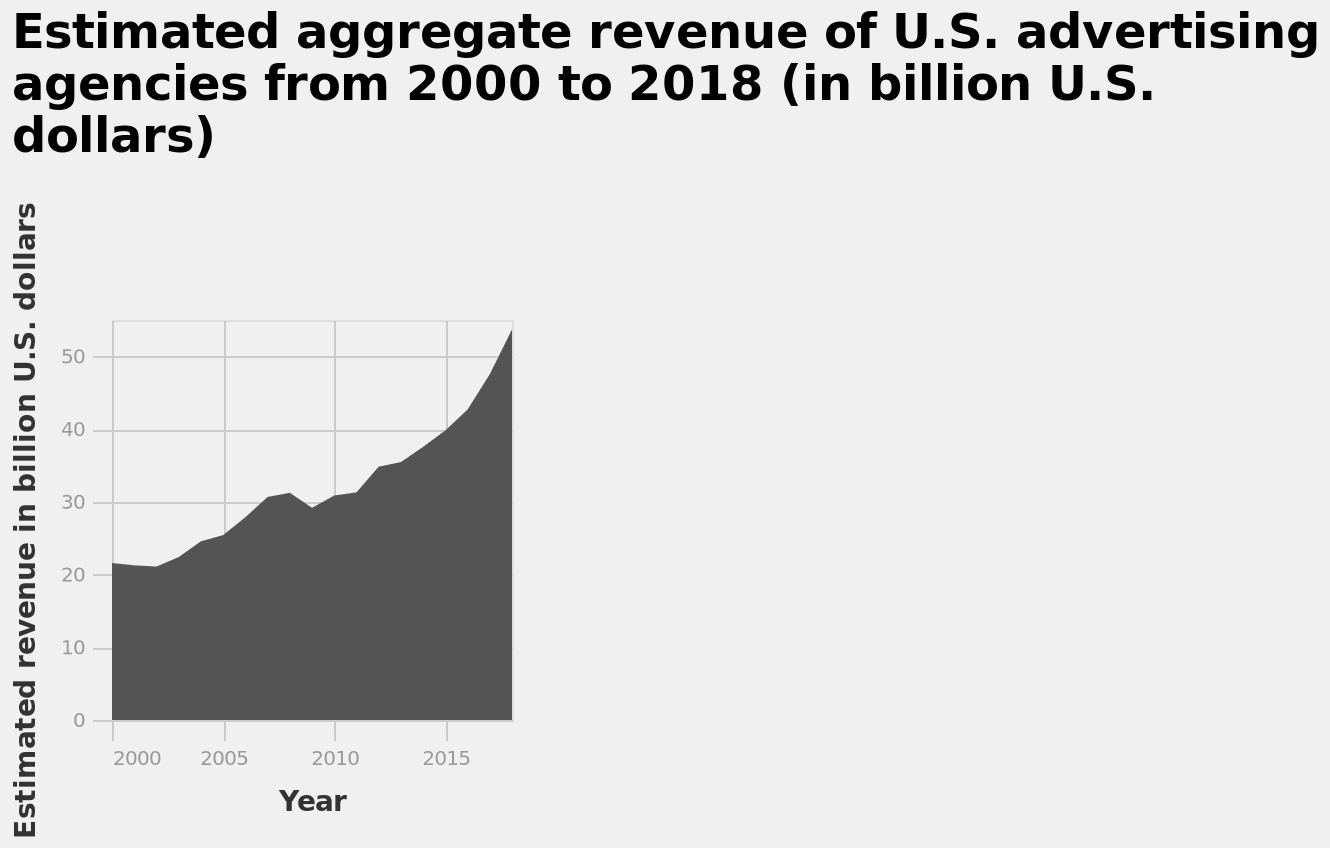 Estimated aggregate revenue of U.S. advertising
agencies from 2000 to 2018 (in billion U.S.
dollars)
Estimated revenue in billion U.S. dollars
50
40
30
20
10
0
2000 2005 2010 2015
Year